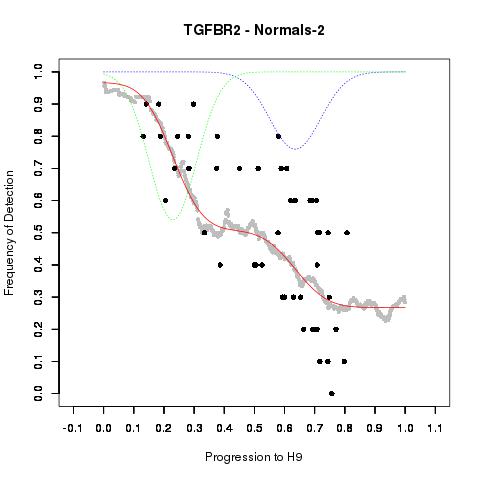 TGFBR2 - Normals-2
Frequency of Detection
1.0
0.9
0.8
0.7
0.6
0.5
0.4
0.3
0.2
0.1
0.0
-0.1 0.0 0.1 0.2 0.3 0.4 0.5 0.6 0.7 0.8 0.9 1.0 1.1
Progression to H9